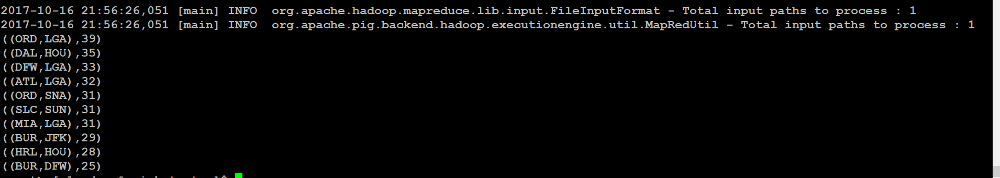 2017-10-16 21:56:26,051 [main] INFO  org.apache.hadoop.mapreduce.lib.input.FileInputFormat - Total input paths to process : 1
2017-10-16 21:56:26,051 [main] INFO  org.apache.pig.backend.hadoop.executionengine.util.MapRedUtil - Total input paths to process : 1
((ORD,LGA),39)
((DAL,HOU),35)
((DFW,LGA),33)
((ATL,LGA),32)
((ORD,SNA),31)
((SLC,SUN),31)
((MIA,LGA),31)
((BUR,JFK),29)
((HRL,HOU),28)
((BUR,DFW),25)